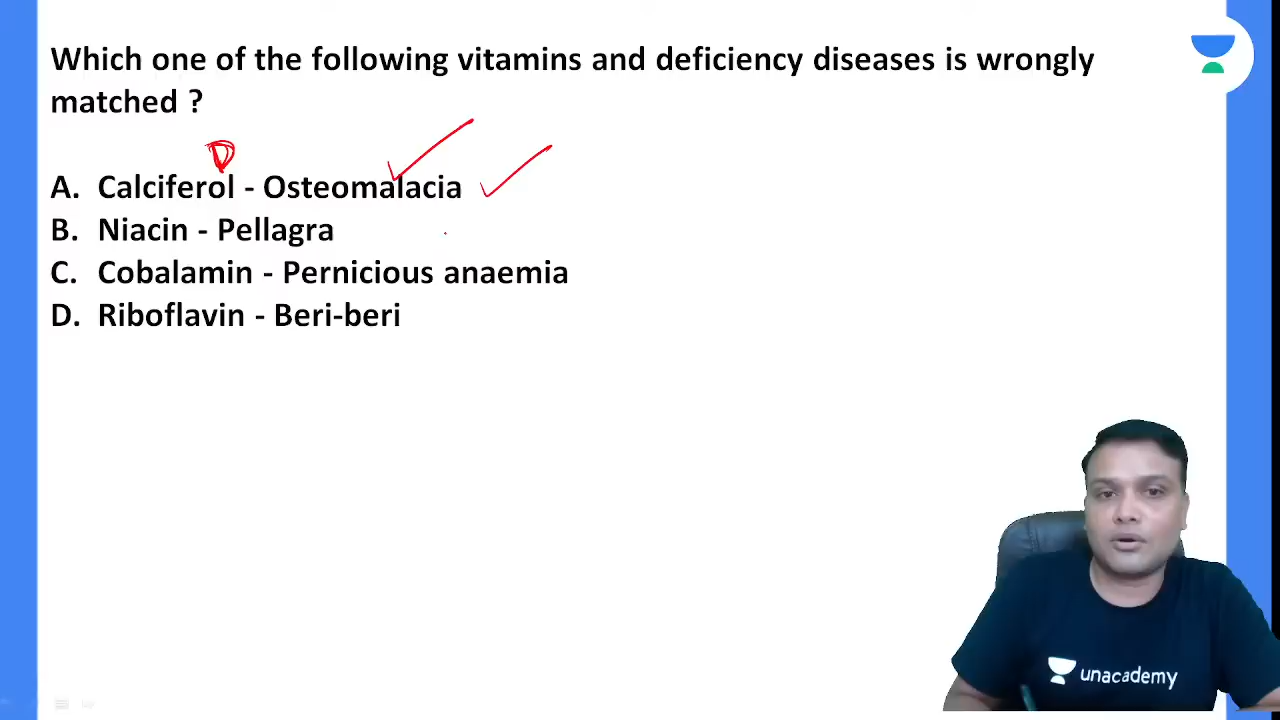 Which one of the following vitamins and deficiency diseases is wrongly
matched ?
D
A. Calciferol - Osteomalacia
B. Niacin - Pellagra
C. Cobalamin - Pernicious anaemia
D. Riboflavin - Beri-beri
unacademy